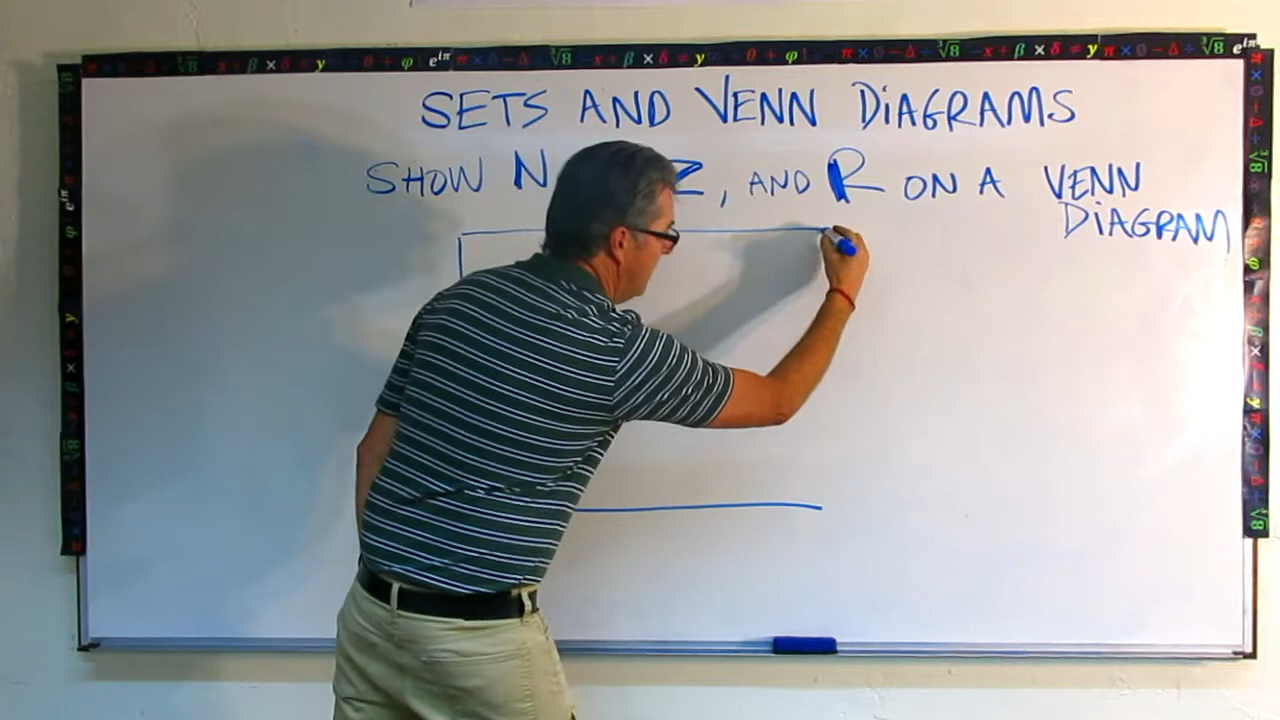 SETS AND VENN DIAGRAMS
SHOW N Z, AND R ON A VENN
DIAGRAM